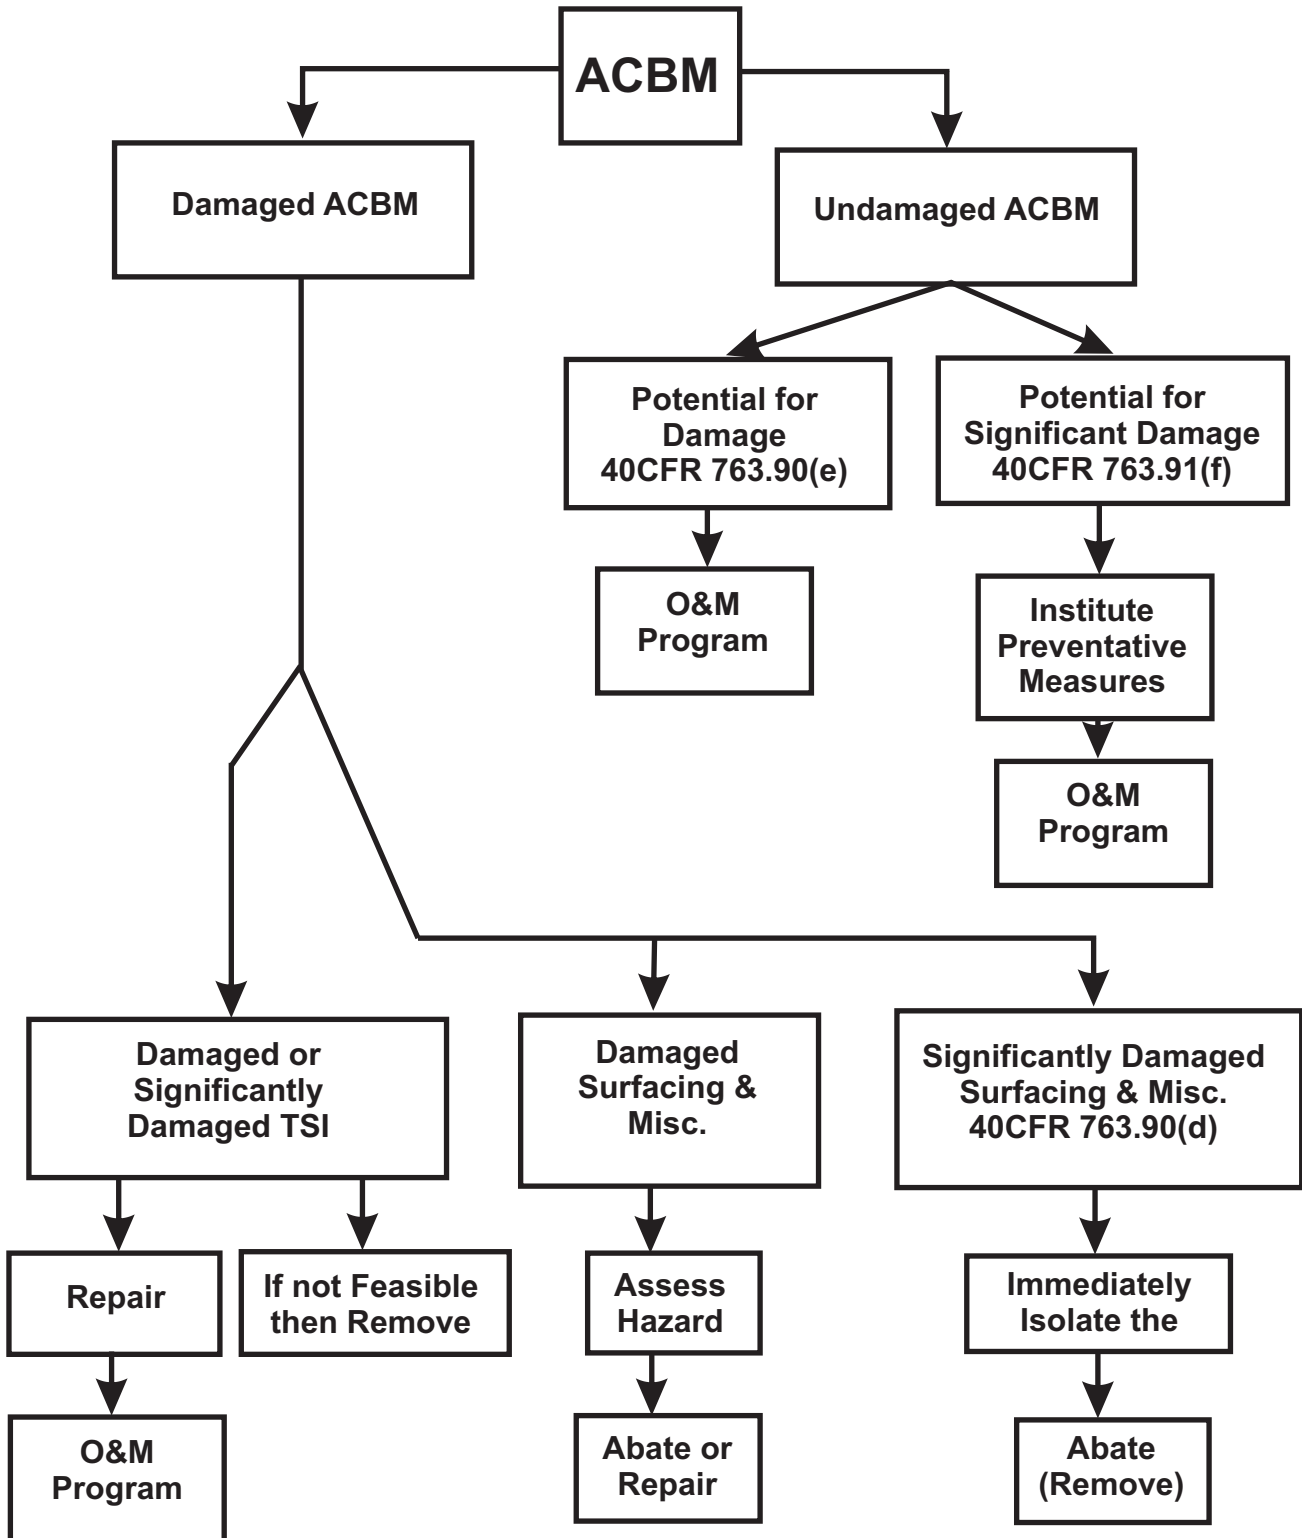 ACBM
Damaged ACBM
Undamaged ACBM
Potential for
Damage
40CFR 763.90(e)
Potential for
Significant Damage
40CFR 763.91(f)
O&M
Program
Institute
Preventative
Measures
O&M
Program
Damaged or
Significantly
Damaged TSI
Damaged
Surfacing &
Misc.
Significantly Damaged
Surfacing & Misc.
40CFR 763.90(d)
Repair
If not Feasible
then Remove
Assess
Hazard
Immediately
Isolate the
O&M
Program
Abate or
Repair
Abate
(Remove)